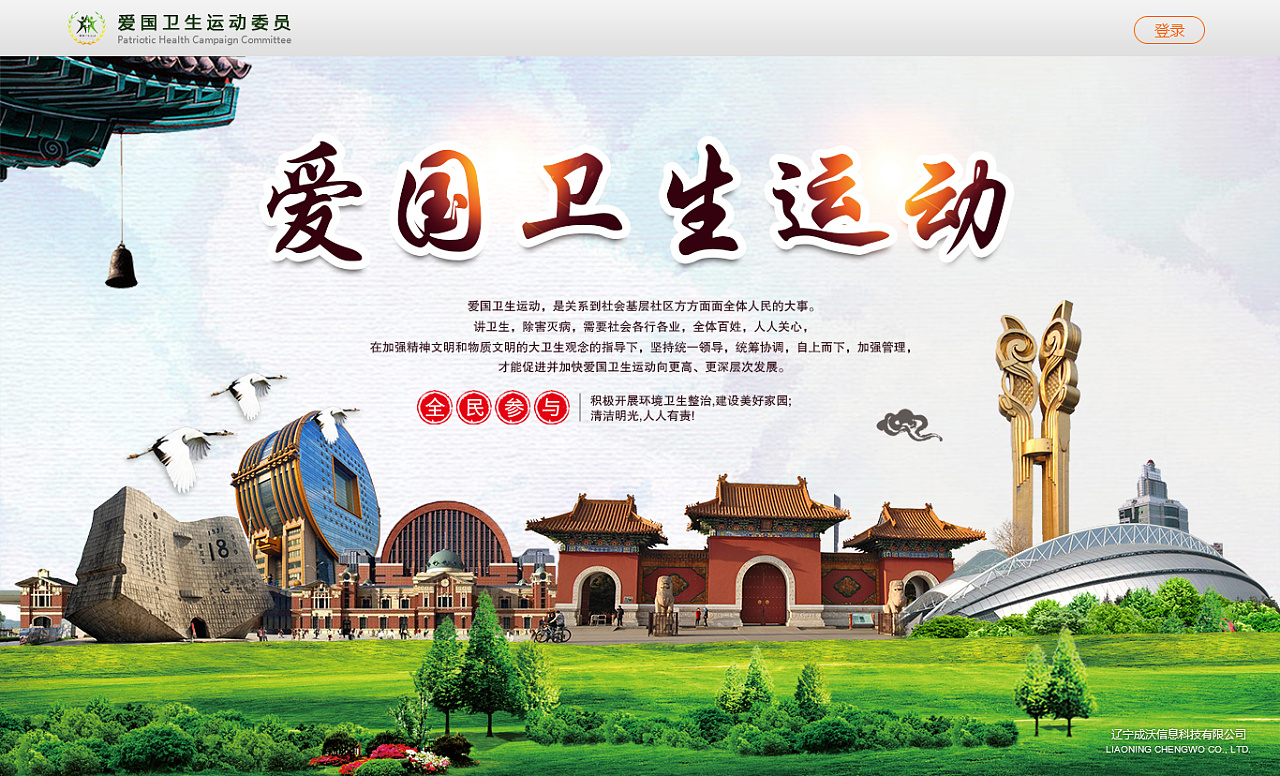 爱国卫生运动委员
Patriotic Health Campaign Committee
登录
爱国卫生运动
爱国卫生运动，是关系到社会基层社区方方面面全体人民的大事。
讲卫生，除害灭病，需要社会各行各业，全体百姓，人人关心，
在加强精神文明和物质文明的大卫生观念的指导下，坚持统一领导，统筹协调，自上而下，加强管理，
才能促进并加快爱国卫生运动向更高、更深层次发展。
全民参与
积极开展环境卫生整治,建设美好家园;
清洁明光,人人有责!
18
辽宁成沃信息科技有限公司
LIAONING CHENGWO CO., LTD.